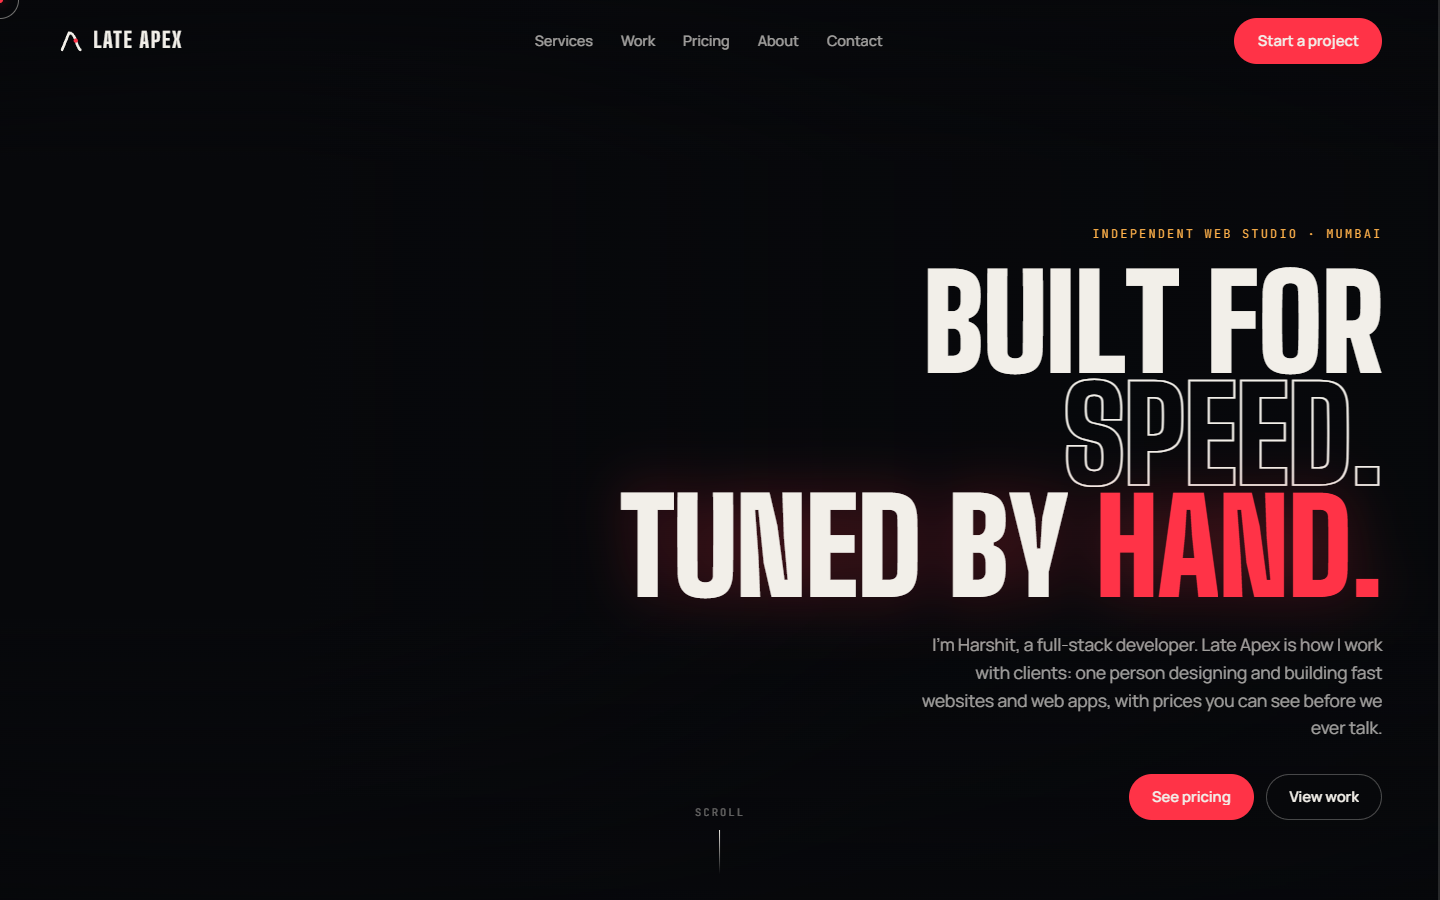 LATE APEX
Services
Work
Pricing
About
Contact
Start a project
INDEPENDENT WEB STUDIO · MUMBAI
BUILT FOR
SPEED.
TUNED BY HAND.
I'm Harshit, a full-stack developer. Late Apex is how I work
with clients: one person designing and building fast
websites and web apps, with prices you can see before we
ever talk.
See pricing
View work
SCROLL